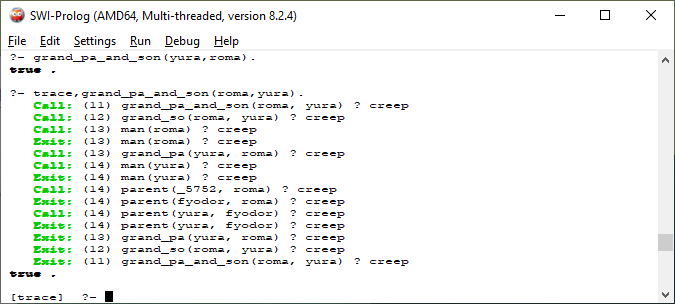 SWI-Prolog (AMD64, Multi-threaded, version 8.2.4)
File Edit Settings Run Debug Help
?- grand_pa_and_son(yura,roma).
true .
?- trace,grand_pa_and_son(roma,yura).
Call: (11) grand_pa_and_son(roma, yura) ? creep
Call: (12) grand_so(roma, yura) ? creep
Call: (13) man(roma) ? creep
Exit: (13) man(roma) ? creep
Call: (13) grand_pa(yura, roma) ? creep
Call: (14) man(yura) ? creep
Exit: (14) man(yura) ? creep
Call: (14) parent(_5752, roma) ? creep
Exit: (14) parent(fyodor, roma) ? creep
Call: (14) parent(yura, fyodor) ? creep
Exit: (14) parent(yura, fyodor) ? creep
Exit: (13) grand_pa(yura, roma) ? creep
Exit: (12) grand_so(roma, yura) ? creep
Exit: (11) grand_pa_and_son(roma, yura) ? creep
true .
[trace] ?-